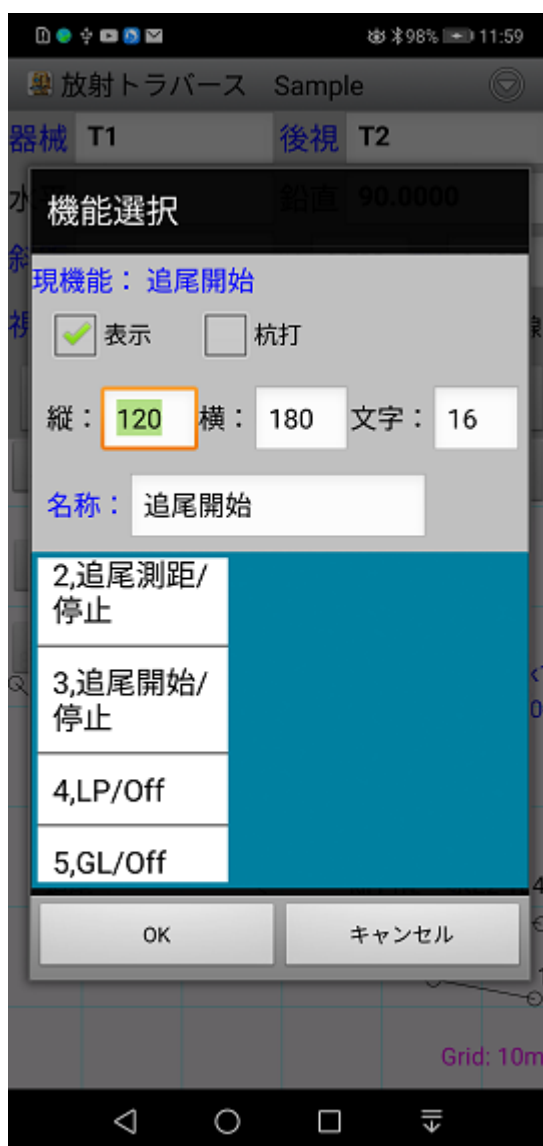 98% 11:59
放射トラバース Sample
器械 T1 後視 T2
水 鉛直 90.0000
機能選択
斜
現機能： 追尾開始
視
表示 杭打
縦： 120 横： 180 文字： 16
名称： 追尾開始
2,追尾測距/
停止
3,追尾開始/
停止
4,LP/Off
5,GL/Off
OK キャンセル
Grid: 10m